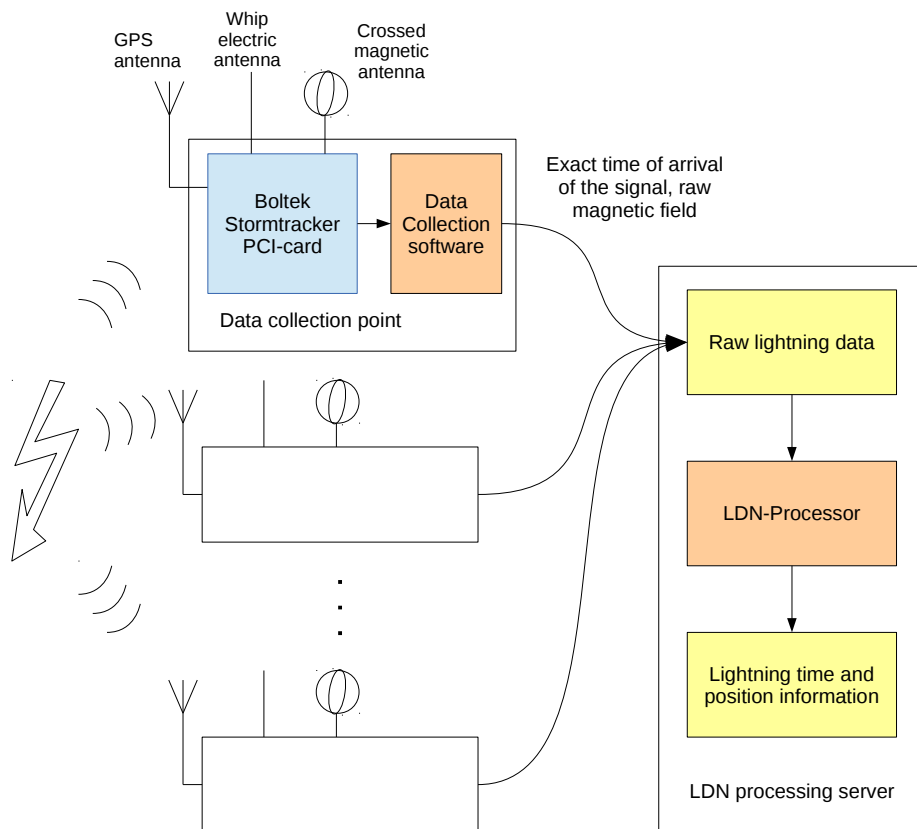 GPS
antenna
Whip
electric
antenna
Crossed
magnetic
antenna
Boltek
Stormtracker
PCI-card
Data
Collection
software
Data collection point
Exact time of arrival
of the signal, raw
magnetic field
Raw lightning data
LDN-Processor
Lightning time and
position information
LDN processing server